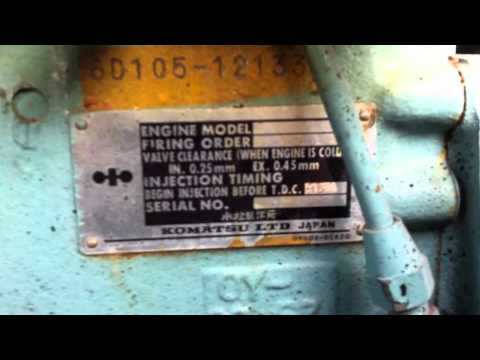 6D105-12133
ENGINE MODEL
FIRING ORDER
VALVE CLEARANCE (WHEN ENGINE IS COLD
IN. 0.25mm EX. 0.45mm
INJECTION TIMING
BEGIN INJECTION BEFORE T.D.C.
SERIAL NO.
KOMATSU LTD JAPAN
CY-